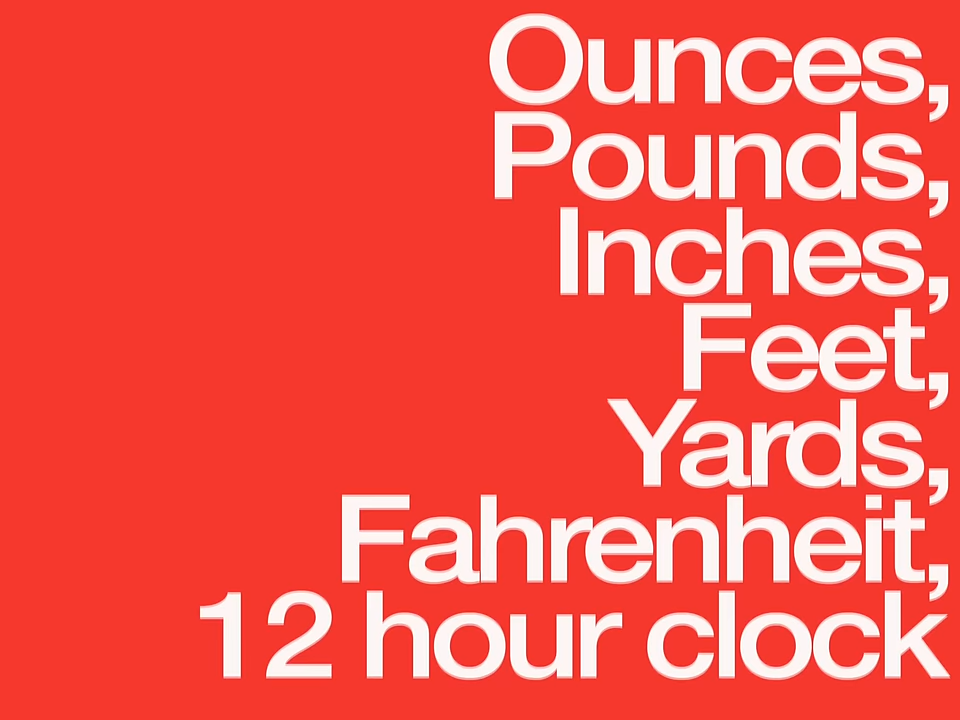 Ounces,
Pounds,
Inches,
Feet,
Yards,
Fahrenheit,
12 hour clock